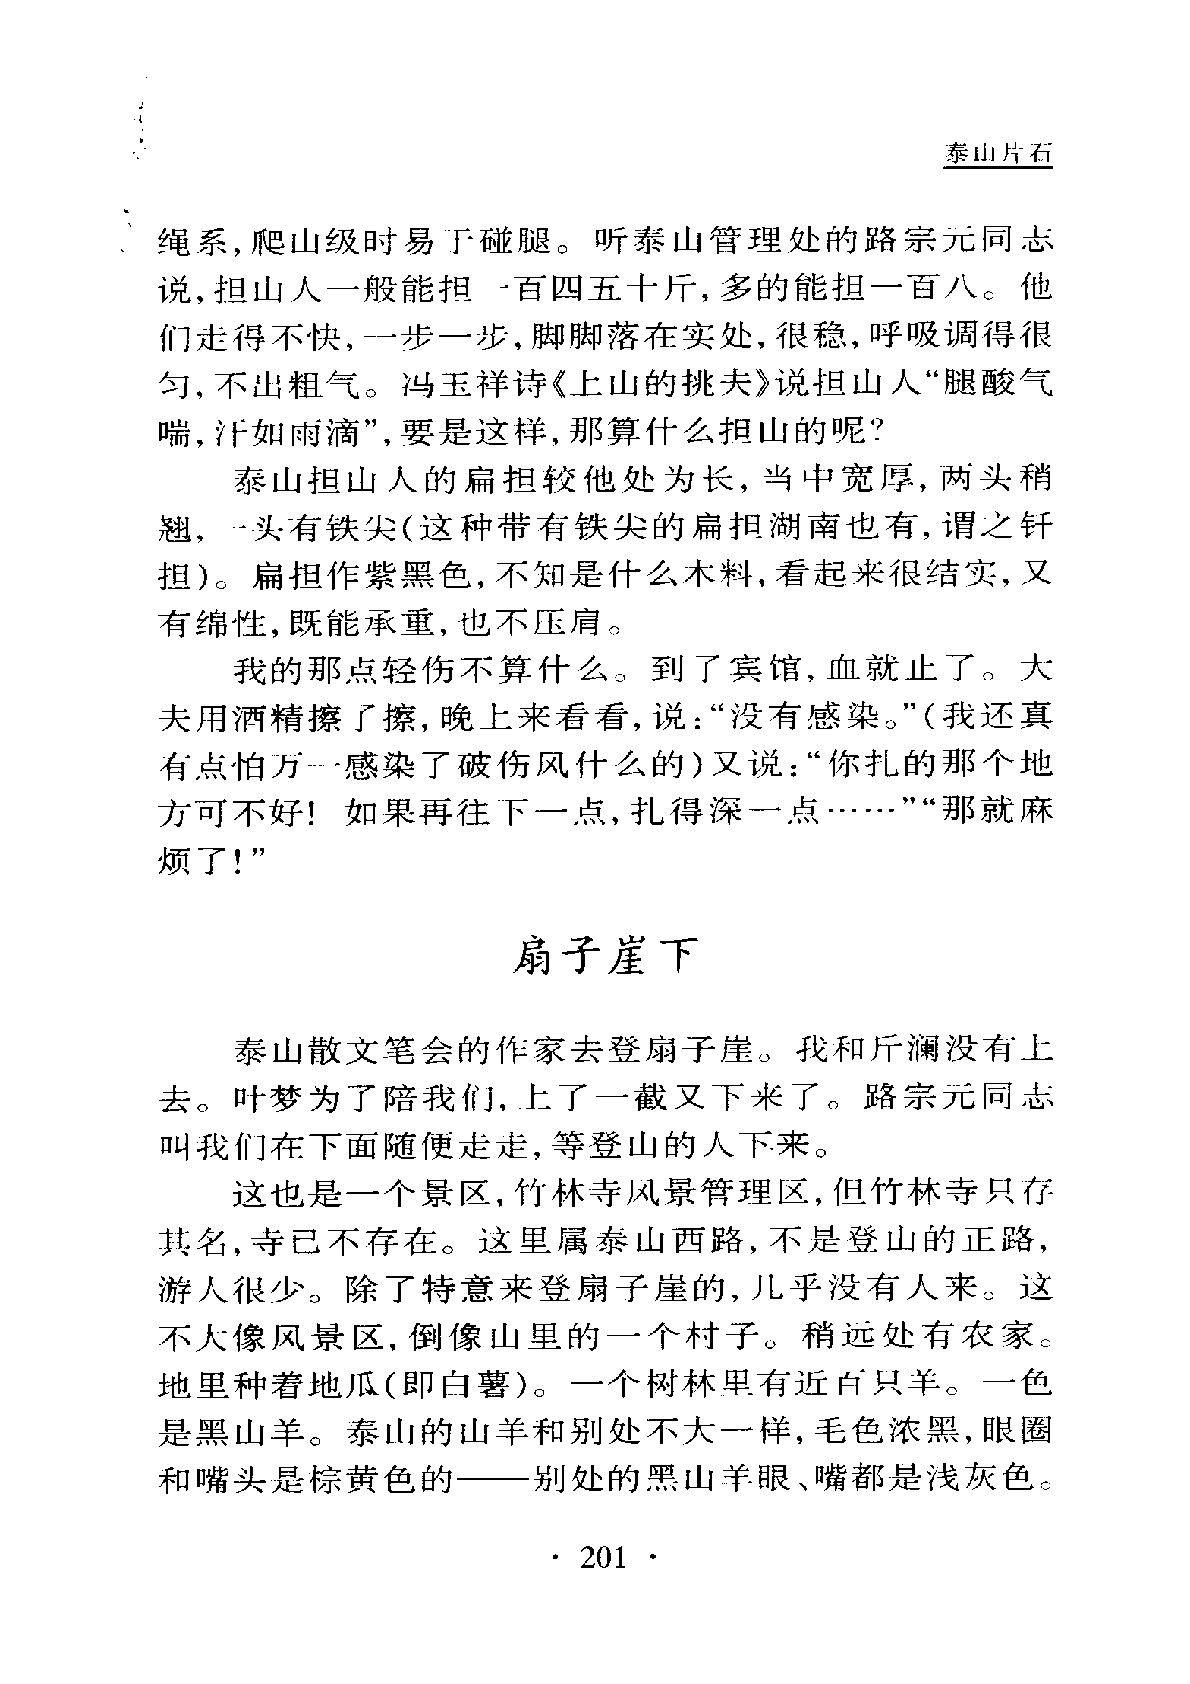 泰山片石
绳系,爬山级时易于碰腿。听泰山管理处的路宗元同志
说,担山人一般能担一百四五十斤,多的能担一百八。他
们走得不快,一步一步,脚脚落在实处,很稳,呼吸调得很
匀,不出粗气。冯玉祥诗《上山的挑夫》说担山人“腿酸气
喘,汗如雨滴”,要是这样,那算什么担山的呢?
泰山担山人的扁担较他处为长,当中宽厚,两头稍
翘,一头有铁尖(这种带有铁尖的扁担湖南也有,谓之钎
担)。扁担作紫黑色,不知是什么木料,看起来很结实,又
有绵性,既能承重,也不压肩。
我的那点轻伤不算什么。到了宾馆,血就止了。大
夫用酒精擦了擦,晚上来看看,说:“没有感染。”(我还真
有点怕万一感染了破伤风什么的)又说:“你扎的那个地
方可不好! 如果再往下一点,扎得深一点……”“那就麻
烦了!”
扇子崖下
泰山散文笔会的作家去登扇子崖。我和斤澜没有上
去。叶梦为了陪我们,上了一截又下来了。路宗元同志
叫我们在下面随便走走,等登山的人下来。
这也是一个景区,竹林寺风景管理区,但竹林寺只存
其名,寺已不存在。这里属泰山西路,不是登山的正路,
游人很少。除了特意来登扇子崖的,几乎没有人来。这
不大像风景区,倒像山里的一个村子。稍远处有农家。
地里种着地瓜(即白薯)。一个树林里有近百只羊。一色
是黑山羊。泰山的山羊和别处不大一样,毛色浓黑,眼圈
和嘴头是棕黄色的——别处的黑山羊眼、嘴都是浅灰色。
· 201 ·